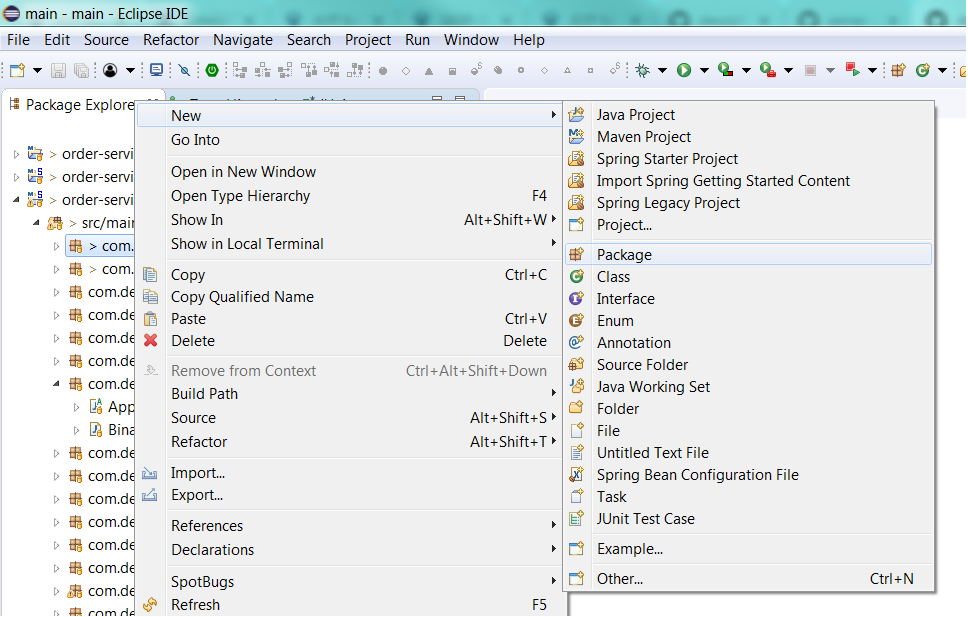 main - main - Eclipse IDE
File Edit Source Refactor Navigate Search Project Run Window Help
Package Explore
> order-servi
> order-servi
> order-servi
> src/main
> com.
> com.
com.de
com.de
com.de
com.de
com.de
App
Bina
com.de
com.de
com.de
com.de
com.de
com.de
com.de
com.de
New
Go Into
Open in New Window
Open Type Hierarchy F4
Show In Alt+Shift+W
Show in Local Terminal
Copy Ctrl+C
Copy Qualified Name
Paste Ctrl+V
Delete Delete
Remove from Context Ctrl+Alt+Shift+Down
Build Path
Source Alt+Shift+S
Refactor Alt+Shift+T
Import...
Export...
References
Declarations
SpotBugs
Refresh F5
Java Project
Maven Project
Spring Starter Project
Import Spring Getting Started Content
Spring Legacy Project
Project...
Package
Class
Interface
Enum
Annotation
Source Folder
Java Working Set
Folder
File
Untitled Text File
Spring Bean Configuration File
Task
JUnit Test Case
Example...
Other... Ctrl+N